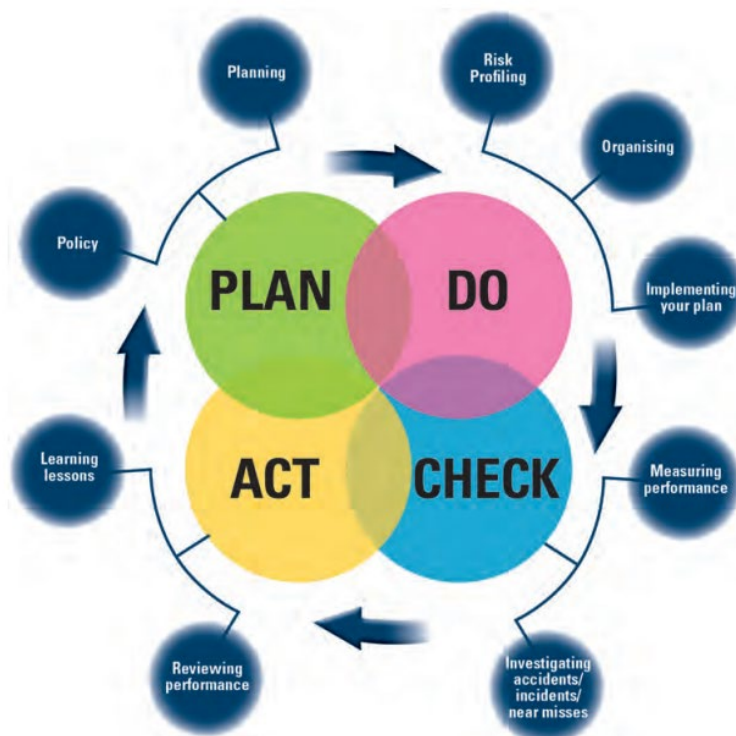 Planning
Risk
Profiling
Organising
Policy
PLAN
DO
Implementing
your plan
Learning
lessons
ACT
CHECK
Measuring
performance
Reviewing
performance
Investigating
accidents/
incidents/
near misses